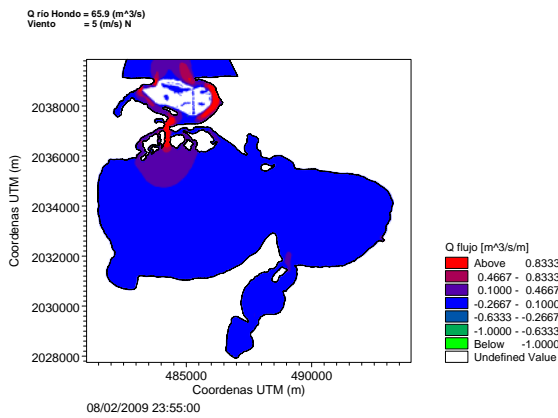 Q río Hondo = 65.9 (m^3/s)
Viento = 5 (m/s) N
2038000
2036000
2034000
2032000
2030000
2028000
Coordenas UTM (m)
485000 490000
Coordenas UTM (m)
08/02/2009 23:55:00
Q flujo [m^3/s/m]
Above 0.8333
0.4667 - 0.8333
0.1000 - 0.4667
-0.2667 - 0.1000
-0.6333 - -0.2667
-1.0000 - -0.6333
Below -1.0000
Undefined Value